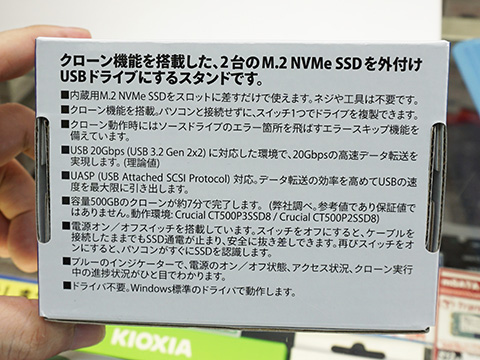 クローン機能を搭載した、2台のM.2 NVMe SSDを外付け
USBドライブにするスタンドです。
■内蔵用M.2 NVMe SSDをスロットに差すだけで使えます。ネジや工具は不要です。
■クローン機能を搭載。パソコンと接続せずに、スイッチ1つでドライブを複製できます。
■クローン動作時にはソースドライブのエラー箇所を飛ばすエラースキップ機能を
備えています。
■USB 20Gbps (USB 3.2 Gen 2x2) に対応した環境で、20Gbpsの高速データ転送を
実現します。(理論値)
■UASP (USB Attached SCSI Protocol) 対応。データ転送の効率を高めてUSBの速
度を最大限に引き出します。
■容量500GBのクローンが約7分で完了します。(弊社調べ。参考値であり保証値で
はありません。動作環境: Crucial CT500P3SSD8 / Crucial CT500P2SSD8)
■電源オン/オフスイッチを搭載しています。スイッチをオフにすると、ケーブルを
接続したままでもSSD通電が止まり、安全に抜き差しできます。再びスイッチをオ
ンにすると、パソコンがすぐにSSDを認識します。
■ブルーのインジケーターで、電源のオン/オフ状態、アクセス状況、クローン実行
中の進捗状況がひと目でわかります。
■ドライバ不要。Windows標準のドライバで動作します。
KIOXIA